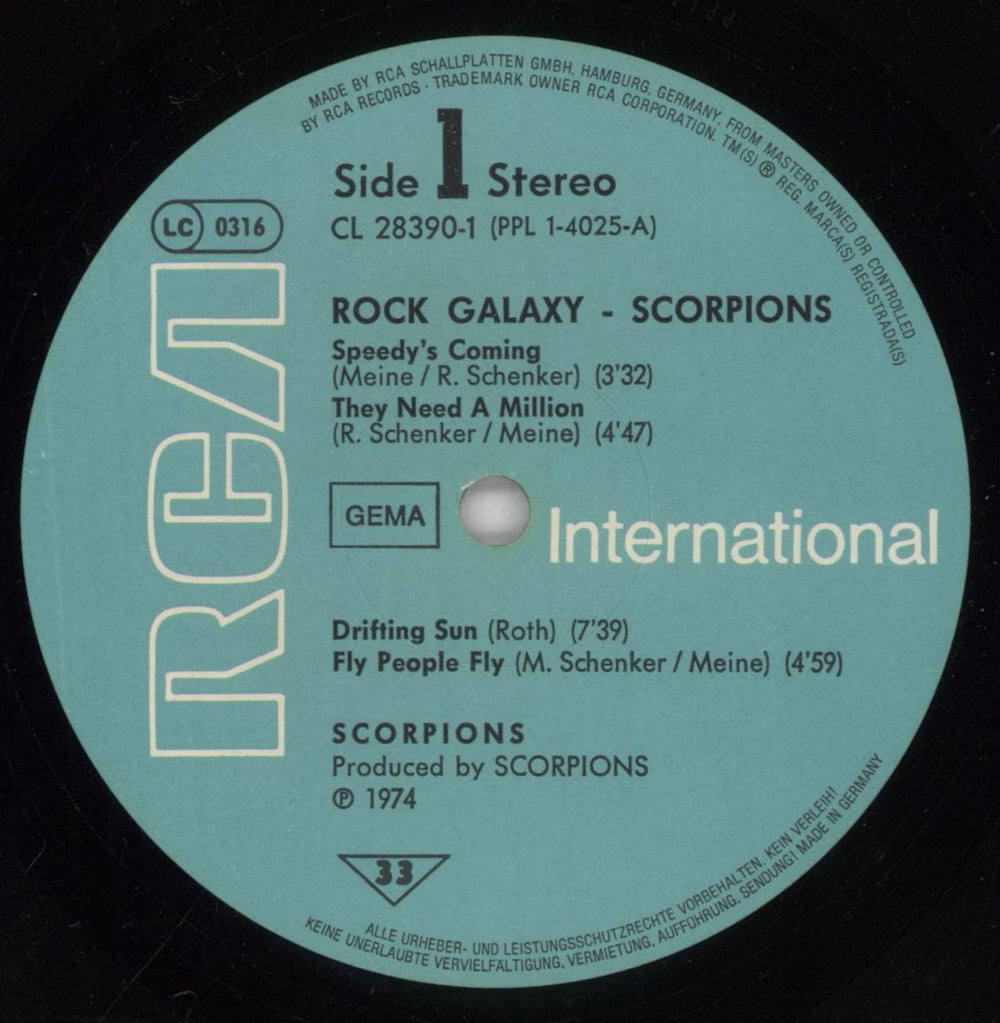 MADE BY RCA SCHALLPLATTEN GMBH, HAMBURG, GERMANY, FROM MASTERS OWNED OR CONTROLLED
BY RCA RECORDS · TRADEMARK OWNER RCA CORPORATION. TM(S) ® REG. MARCA(S) REGISTRADA(S)
Side 1 Stereo
CL 28390-1 (PPL 1-4025-A)
LC 0316
RCA
ROCK GALAXY - SCORPIONS
Speedy's Coming
(Meine / R. Schenker) (3'32)
They Need A Million
(R. Schenker / Meine) (4'47)
GEMA
International
Drifting Sun (Roth) (7'39)
Fly People Fly (M. Schenker / Meine) (4'59)
SCORPIONS
Produced by SCORPIONS
℗ 1974
33
ALLE URHEBER- UND LEISTUNGSSCHUTZRECHTE VORBEHALTEN. KEIN VERLEIH!
KEINE UNERLAUBTE VERVIELFÄLTIGUNG, VERMIETUNG, AUFFÜHRUNG, SENDUNG! MADE IN GERMANY